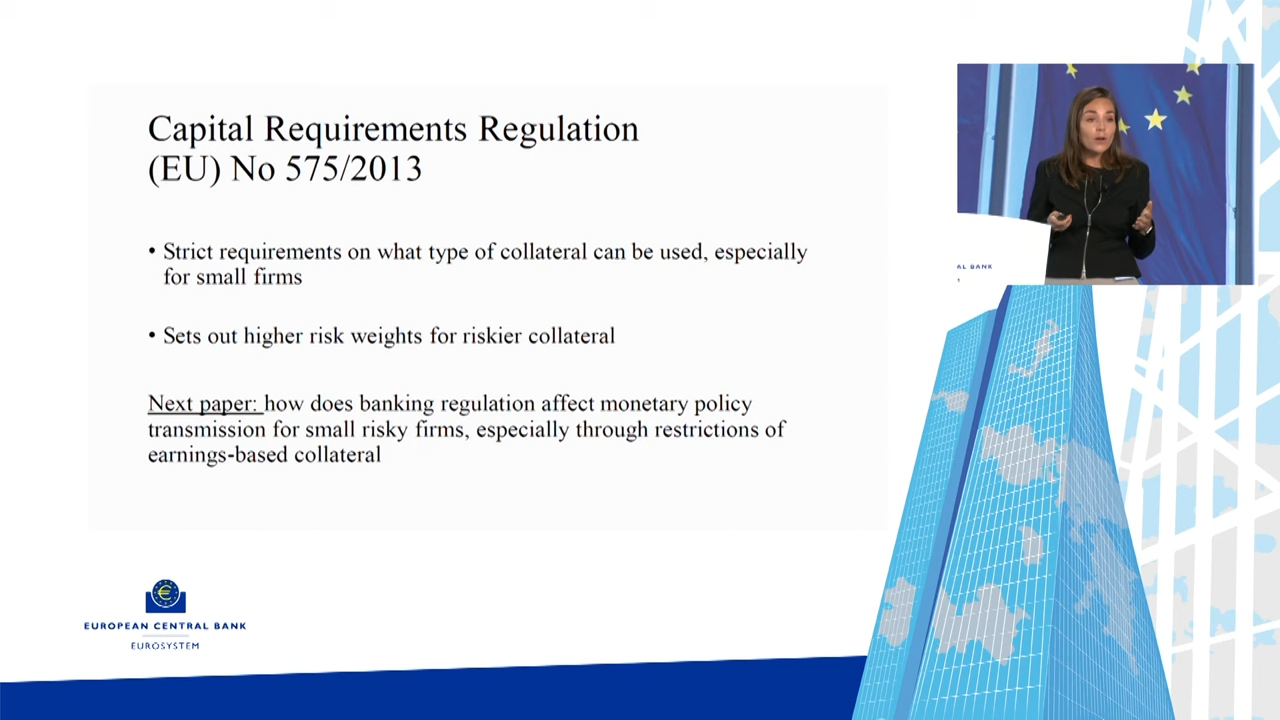 Capital Requirements Regulation
(EU) No 575/2013
• Strict requirements on what type of collateral can be used, especially
for small firms
• Sets out higher risk weights for riskier collateral
Next paper: how does banking regulation affect monetary policy
transmission for small risky firms, especially through restrictions of
earnings-based collateral
AL BANK
EUROPEAN CENTRAL BANK
EUROSYSTEM